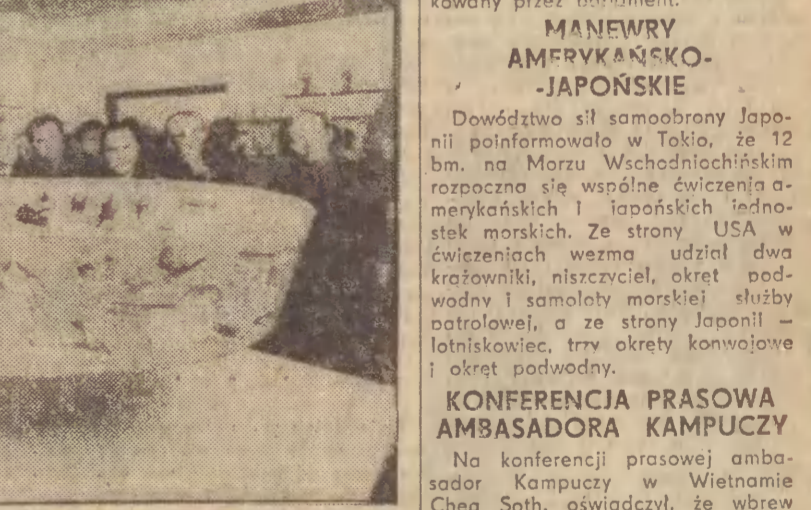 kowany przez parlament.
MANEWRY
AMERYKAŃSKO-
-JAPOŃSKIE
Dowództwo sił samoobrony Japo-
nii poinformowało w Tokio, że 12
bm. na Morzu Wschodniochińskim
rozpoczną się wspólne ćwiczenia a-
merykańskich i japońskich jedno-
stek morskich. Ze strony USA w
ćwiczeniach wezmą udział dwa
krążowniki, niszczyciel, okręt pod-
wodny i samoloty morskiej służby
patrolowej, a ze strony Japonii —
lotniskowiec, trzy okręty konwojowe
i okręt podwodny.
KONFERENCJA PRASOWA
AMBASADORA KAMPUCZY
Na konferencji prasowej amba-
sador Kampuczy w Wietnamie
Chea Soth, oświadczył, że wbrew